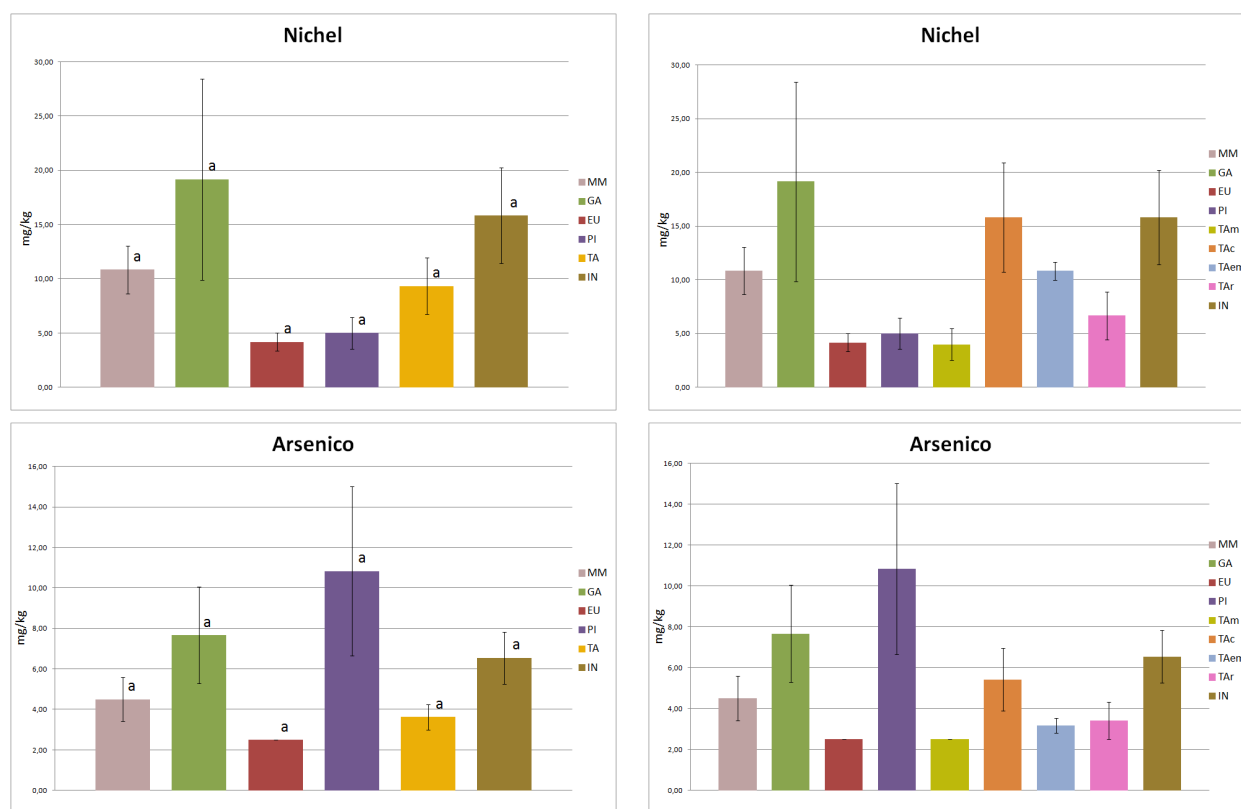 Nichel
30,00
25,00
20,00
15,00
10,00
5,00
0,00
mg/kg
a
a
a
a
a
a
MM
GA
EU
PI
TA
IN
Nichel
30,00
25,00
20,00
15,00
10,00
5,00
0,00
mg/kg
MM
GA
EU
PI
TAm
TAc
TAem
TAr
IN
Arsenico
16,00
14,00
12,00
10,00
8,00
6,00
4,00
2,00
0,00
mg/kg
a
a
a
a
a
a
MM
GA
EU
PI
TA
IN
Arsenico
16,00
14,00
12,00
10,00
8,00
6,00
4,00
2,00
0,00
mg/kg
MM
GA
EU
PI
TAm
TAc
TAem
TAr
IN